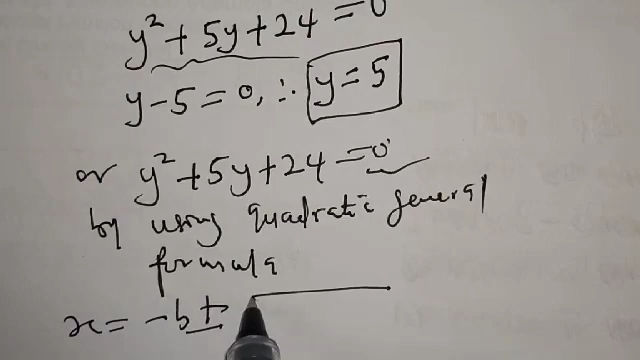 y² + 5y + 24 = 0
y - 5 = 0, ∴ y = 5
or y² + 5y + 24 = 0
by using quadratic general
formula
x = -b ±